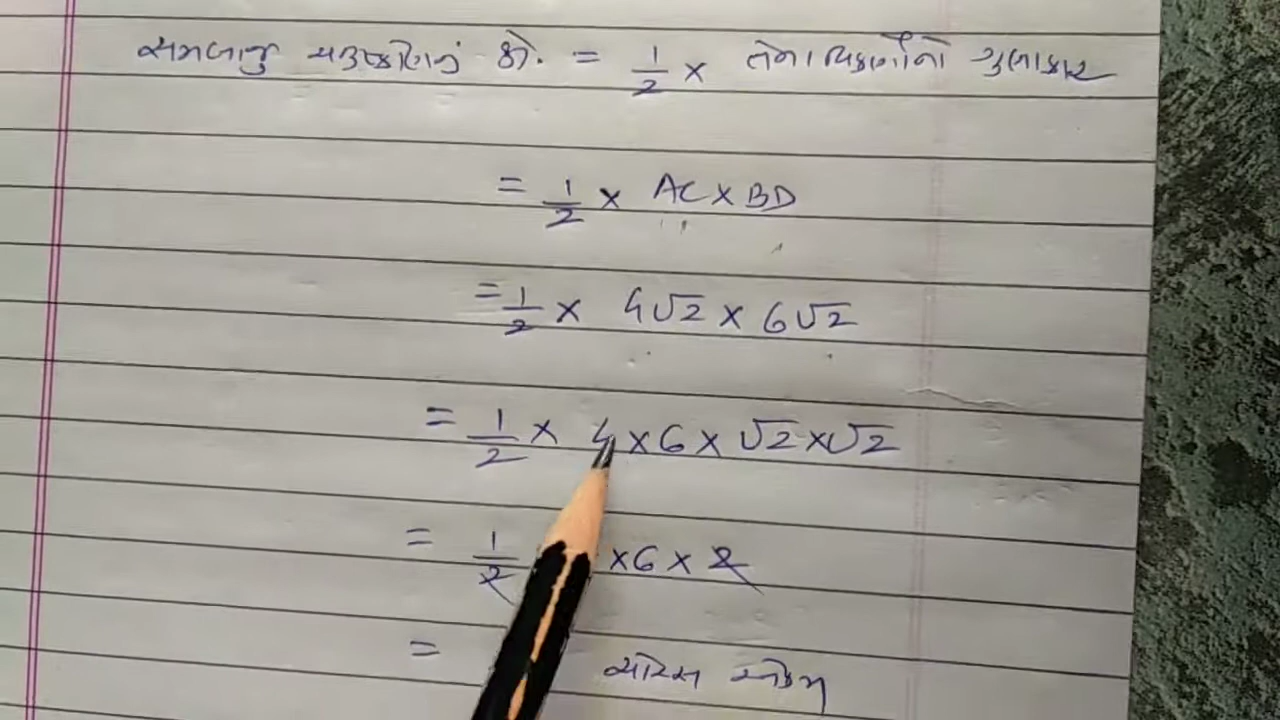 સમબાજુ ચતુષ્કોણનું ક્ષે. = 1/2 × તેના વિકર્ણોનો ગુણાકાર
= 1/2 × AC × BD
= 1/2 × 4√2 × 6√2
= 1/2 × 4 × 6 × √2 × √2
= 1/2 × 6 × 2
=